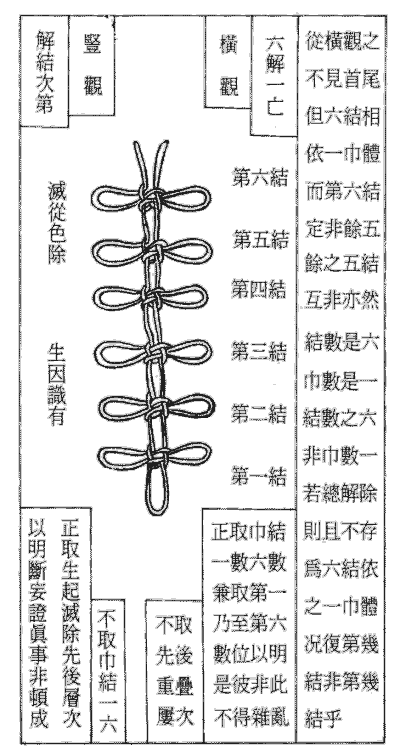 從橫觀之
不見首尾
但六結相
依一巾體
而第六結
定非餘五
餘之五結
互非亦然
結數是六
巾數是一
結數之六
非巾數一
若總解除
則且不存
爲六結依
之一巾體
况復第幾
結非第幾
結乎
六解一亡
橫觀
第六結
第五結
第四結
第三結
第二結
第一結
正取巾結
一數六數
兼取第一
乃至第六
數位以明
是彼非此
不得雜亂
不取
先後
重疊
屢次
豎觀
解結次第
滅從色除
生因識有
不取巾結一六
正取生起滅除先後層次
以明斷妄證眞事非頓成